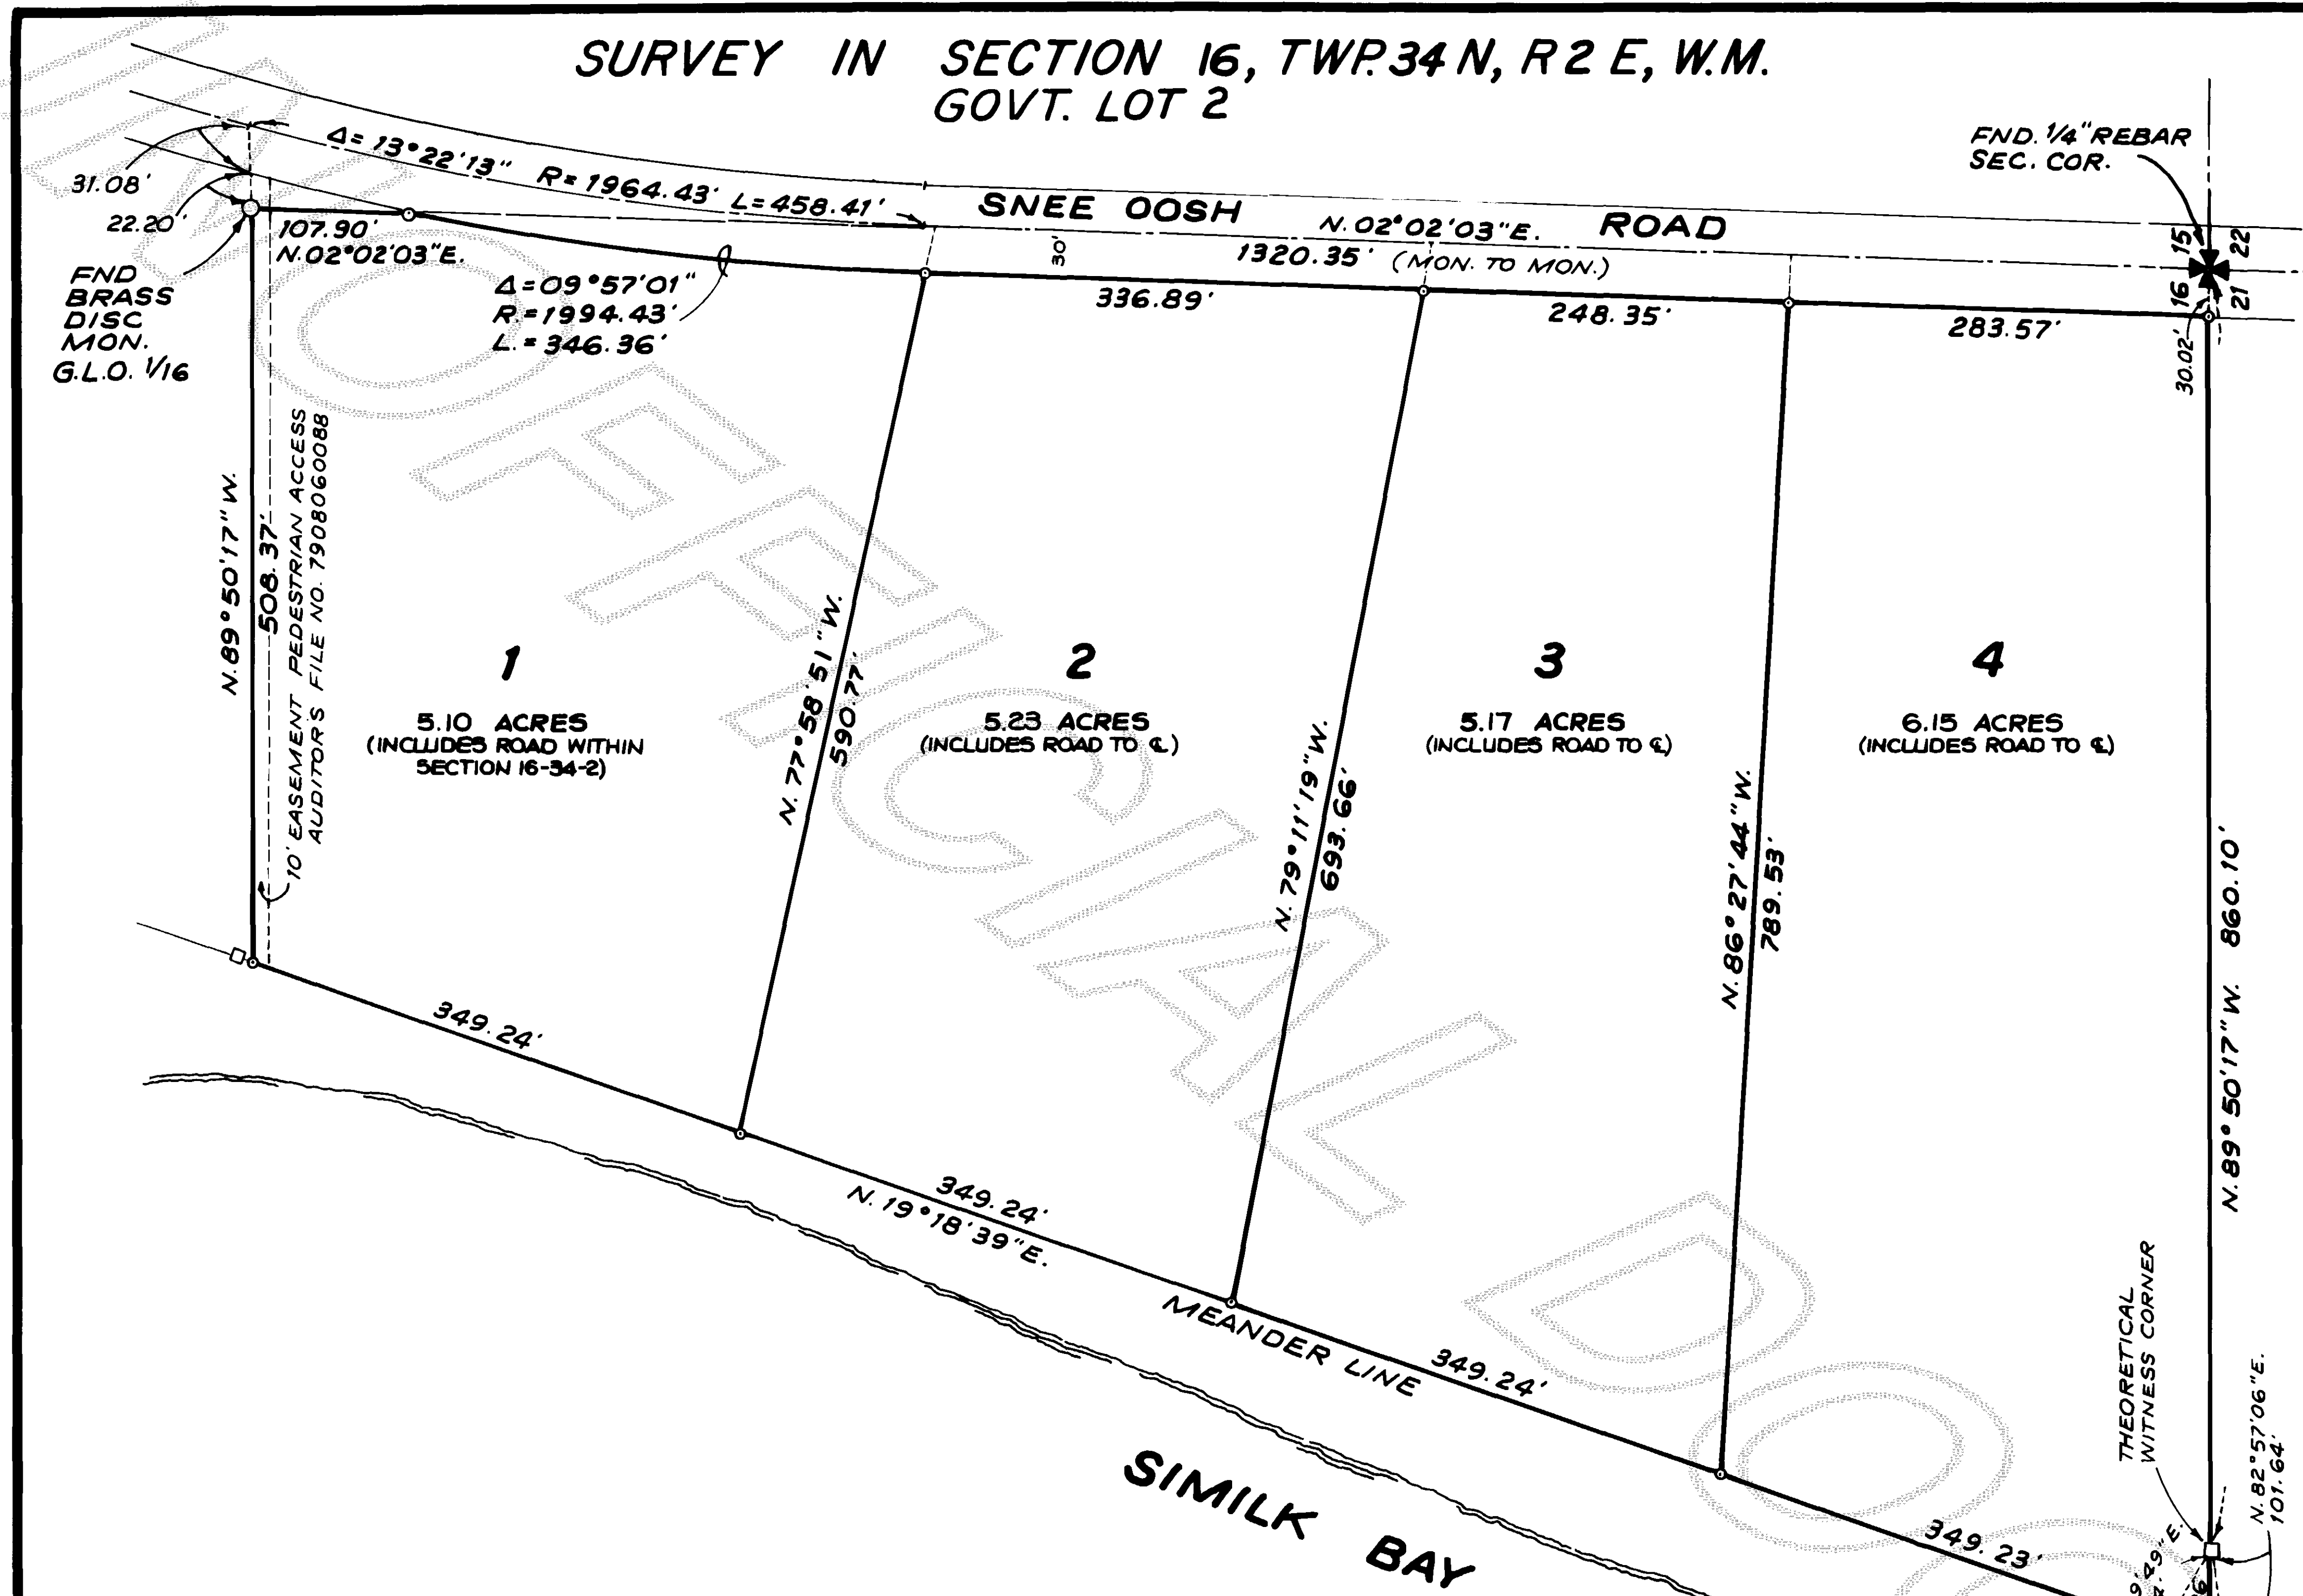 SURVEY IN SECTION 16, TWP. 34 N, R 2 E, W.M.
GOVT. LOT 2
FND. 1/4" REBAR
SEC. COR.
Δ= 13°22'13" R= 1964.43' L= 458.41'
31.08'
22.20'
SNEE OOSH ROAD
N. 02°02'03"E.
1320.35' (MON. TO MON.)
30'
15 22
16 21
107.90'
N. 02°02'03"E.
FND
BRASS
DISC
MON.
G.L.O. 1/16
Δ=09°57'01"
R.=1994.43'
L. = 346.36'
336.89'
248.35'
283.57'
30.02'
N. 89°50'17" W.
508.37'
10' EASEMENT PEDESTRIAN ACCESS
AUDITOR'S FILE NO. 7908060088
1
5.10 ACRES
(INCLUDES ROAD WITHIN
SECTION 16-34-2)
N. 77°58'51" W.
590.77'
2
5.23 ACRES
(INCLUDES ROAD TO ℄)
N. 79°11'19" W.
693.66'
3
5.17 ACRES
(INCLUDES ROAD TO ℄)
N. 86°27'44" W.
789.53'
4
6.15 ACRES
(INCLUDES ROAD TO ℄)
N. 89°50'17" W. 860.10'
349.24'
349.24'
N. 19°18'39"E.
MEANDER LINE
349.24'
349.23'
SIMILK BAY
THEORETICAL
WITNESS CORNER
N. 82°57'06"E.
101.64'
OFFICIAL